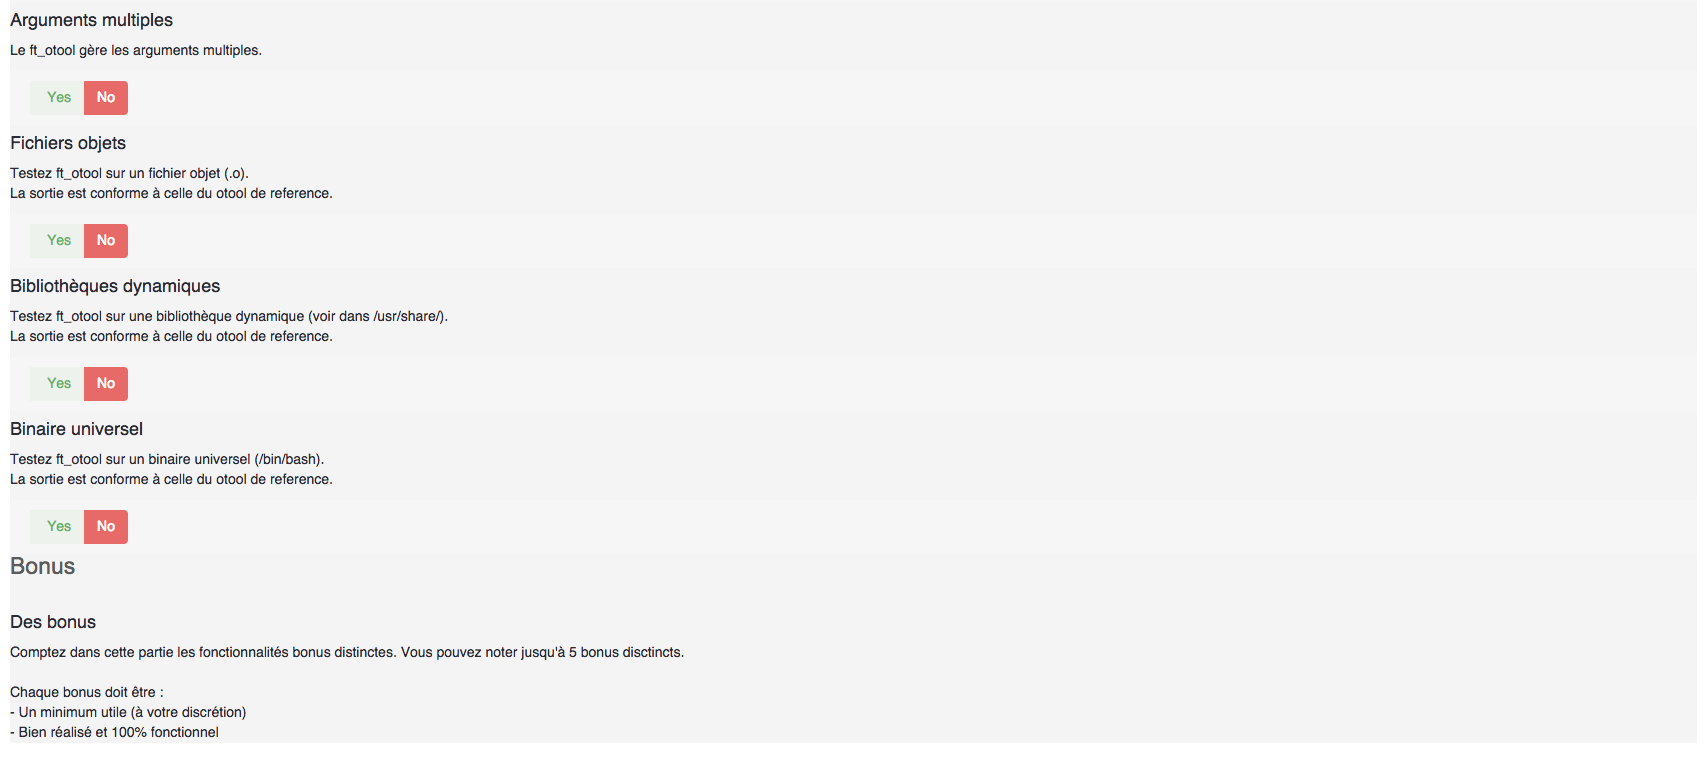 Arguments multiples
Le ft_otool gère les arguments multiples.
Yes No
Fichiers objets
Testez ft_otool sur un fichier objet (.o).
La sortie est conforme à celle du otool de reference.
Yes No
Bibliothèques dynamiques
Testez ft_otool sur une bibliothèque dynamique (voir dans /usr/share/).
La sortie est conforme à celle du otool de reference.
Yes No
Binaire universel
Testez ft_otool sur un binaire universel (/bin/bash).
La sortie est conforme à celle du otool de reference.
Yes No
Bonus
Des bonus
Comptez dans cette partie les fonctionnalités bonus distinctes. Vous pouvez noter jusqu'à 5 bonus disctincts.
Chaque bonus doit être :
- Un minimum utile (à votre discrétion)
- Bien réalisé et 100% fonctionnel